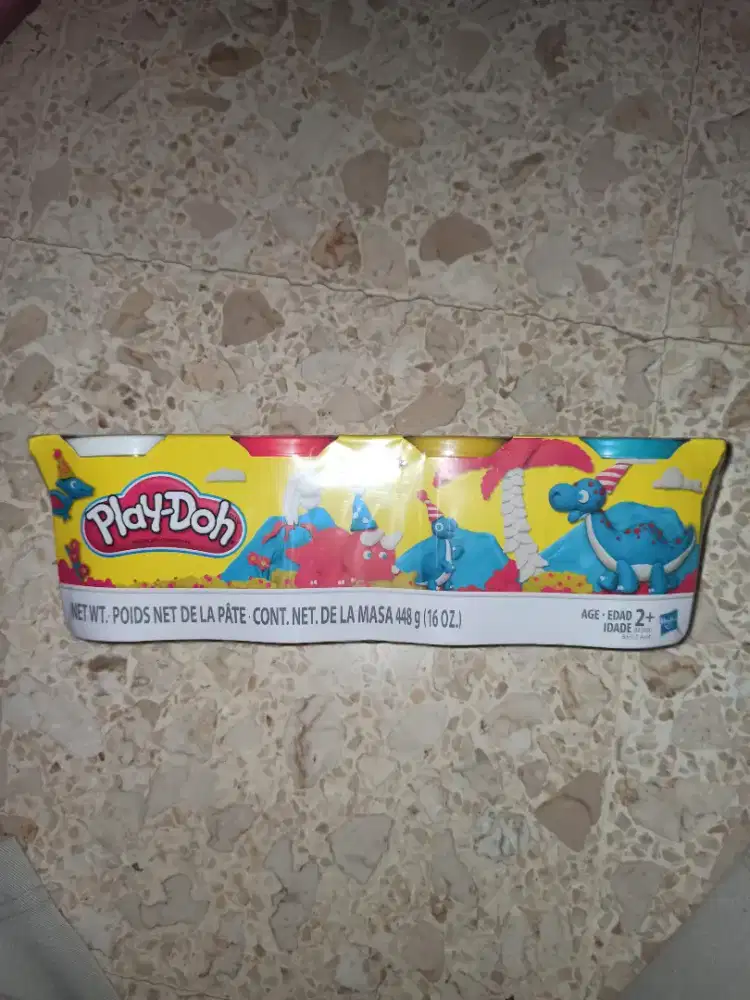 Play-Doh
NET WT. · POIDS NET DE LA PÂTE · CONT. NET. DE LA MASA 448 g (16 OZ.)
AGE · EDAD 2+
IDADE